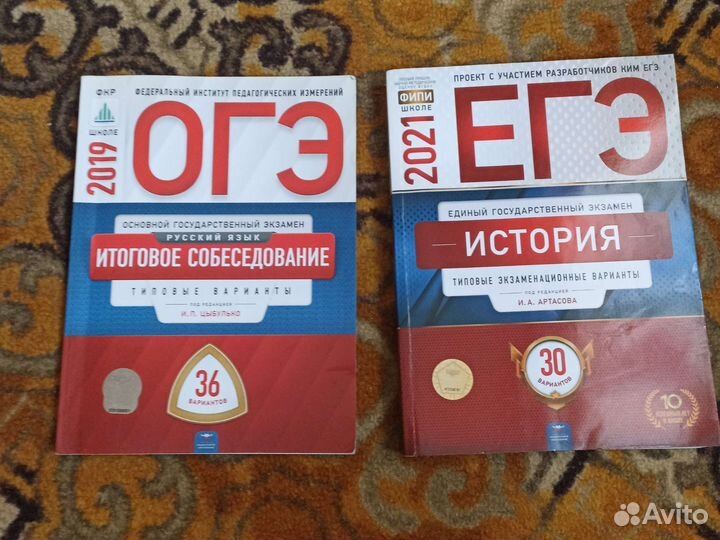 ФКР
ШКОЛЕ
ФЕДЕРАЛЬНЫЙ ИНСТИТУТ ПЕДАГОГИЧЕСКИХ ИЗМЕРЕНИЙ
2019
ОГЭ
ОСНОВНОЙ ГОСУДАРСТВЕННЫЙ ЭКЗАМЕН
РУССКИЙ ЯЗЫК
ИТОГОВОЕ СОБЕСЕДОВАНИЕ
ТИПОВЫЕ ВАРИАНТЫ
ПОД РЕДАКЦИЕЙ
И.П. ЦЫБУЛЬКО
36
ВАРИАНТОВ
ФИПИ
ШКОЛЕ
ПРОЕКТ С УЧАСТИЕМ РАЗРАБОТЧИКОВ КИМ ЕГЭ
2021
ЕГЭ
ЕДИНЫЙ ГОСУДАРСТВЕННЫЙ ЭКЗАМЕН
ИСТОРИЯ
ТИПОВЫЕ ЭКЗАМЕНАЦИОННЫЕ ВАРИАНТЫ
ПОД РЕДАКЦИЕЙ
И.А. АРТАСОВА
30
ВАРИАНТОВ
10
Avito